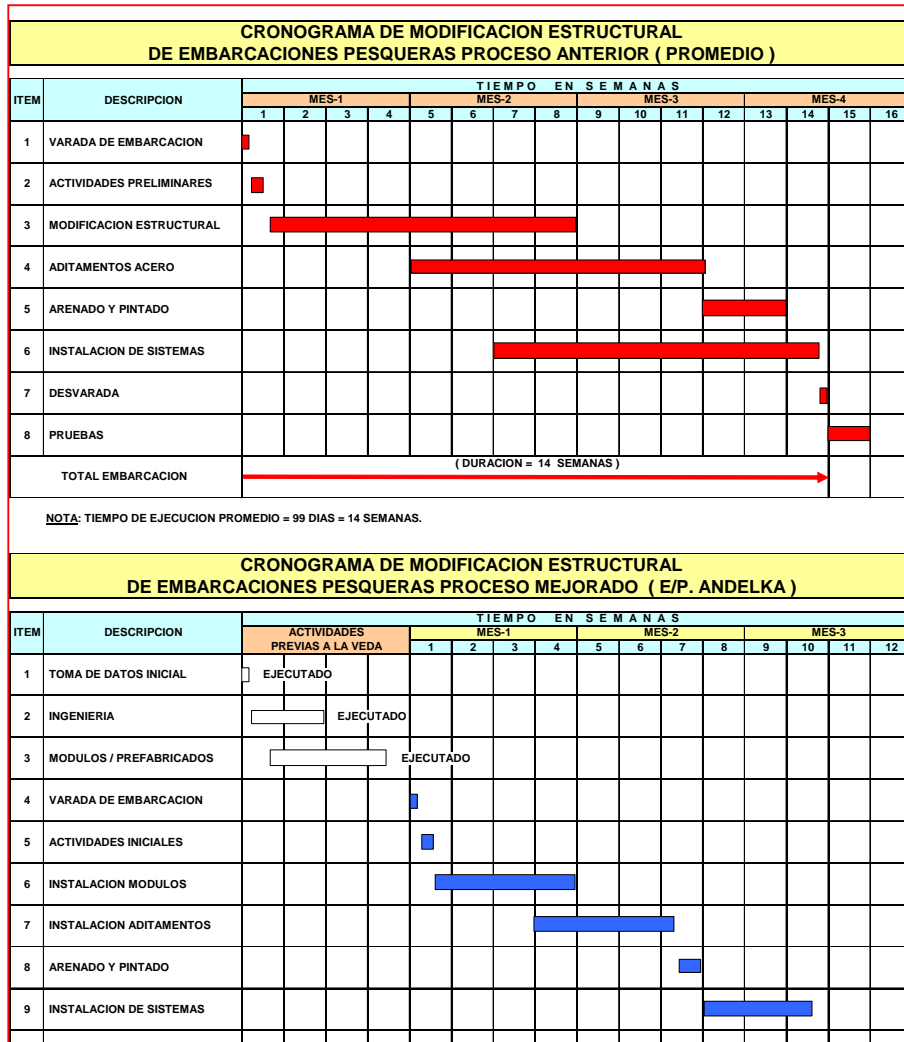 CRONOGRAMA DE MODIFICACION ESTRUCTURAL
DE EMBARCACIONES PESQUERAS PROCESO ANTERIOR ( PROMEDIO )
ITEM DESCRIPCION TIEMPO EN SEMANAS
MES-1 MES-2 MES-3 MES-4
1 2 3 4 5 6 7 8 9 10 11 12 13 14 15 16
1 VARADA DE EMBARCACION
2 ACTIVIDADES PRELIMINARES
3 MODIFICACION ESTRUCTURAL
4 ADITAMENTOS ACERO
5 ARENADO Y PINTADO
6 INSTALACION DE SISTEMAS
7 DESVARADA
8 PRUEBAS
TOTAL EMBARCACION ( DURACION = 14 SEMANAS )
NOTA: TIEMPO DE EJECUCION PROMEDIO = 99 DIAS = 14 SEMANAS.
CRONOGRAMA DE MODIFICACION ESTRUCTURAL
DE EMBARCACIONES PESQUERAS PROCESO MEJORADO ( E/P. ANDELKA )
ITEM DESCRIPCION TIEMPO EN SEMANAS
ACTIVIDADES PREVIAS A LA VEDA MES-1 MES-2 MES-3
1 2 3 4 5 6 7 8 9 10 11 12
1 TOMA DE DATOS INICIAL EJECUTADO
2 INGENIERIA EJECUTADO
3 MODULOS / PREFABRICADOS EJECUTADO
4 VARADA DE EMBARCACION
5 ACTIVIDADES INICIALES
6 INSTALACION MODULOS
7 INSTALACION ADITAMENTOS
8 ARENADO Y PINTADO
9 INSTALACION DE SISTEMAS